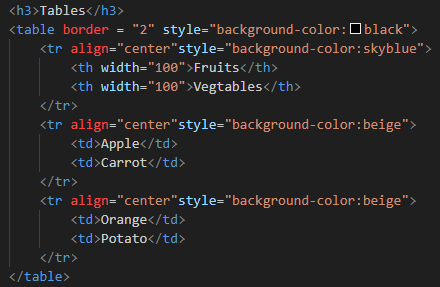 <h3>Tables</h3>
<table border = "2" style="background-color:black">
<tr align="center"style="background-color:skyblue">
<th width="100">Fruits</th>
<th width="100">Vegtables</th>
</tr>
<tr align="center"style="background-color:beige">
<td>Apple</td>
<td>Carrot</td>
</tr>
<tr align="center"style="background-color:beige">
<td>Orange</td>
<td>Potato</td>
</tr>
</table>